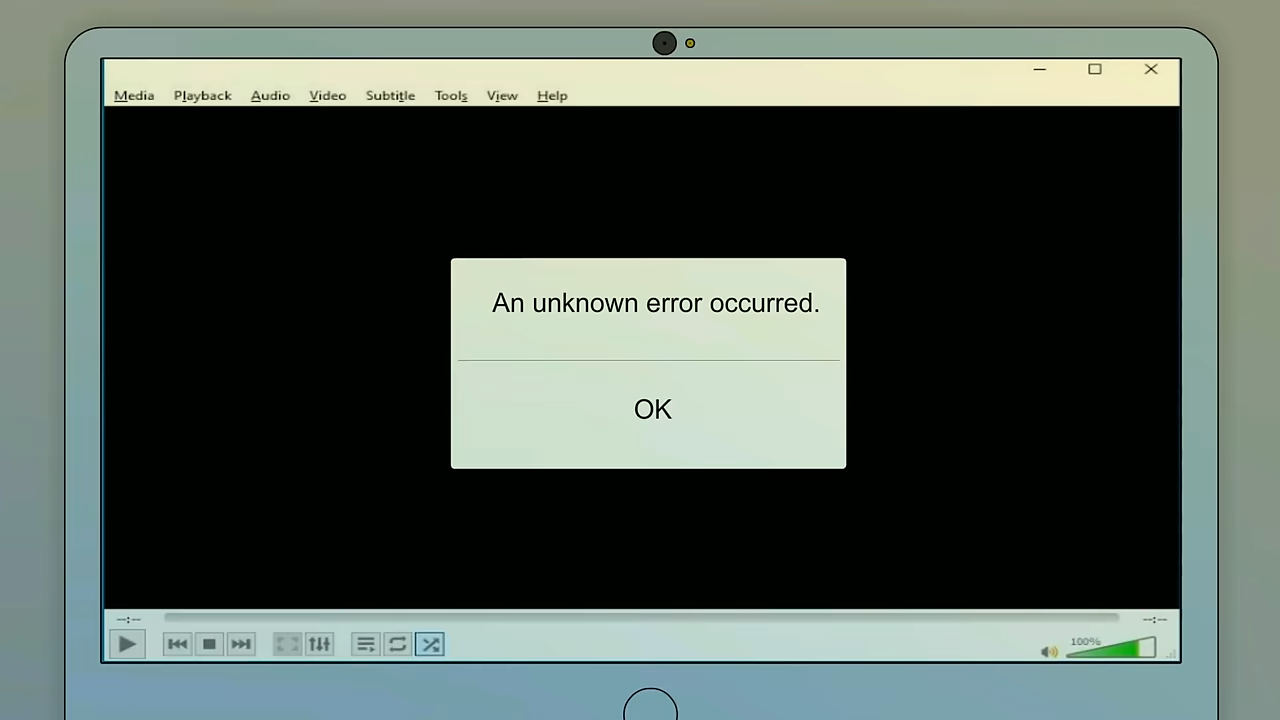 Media Playback Audio Video Subtitle Tools View Help
An unknown error occurred.
OK
--:-- --:--
100%